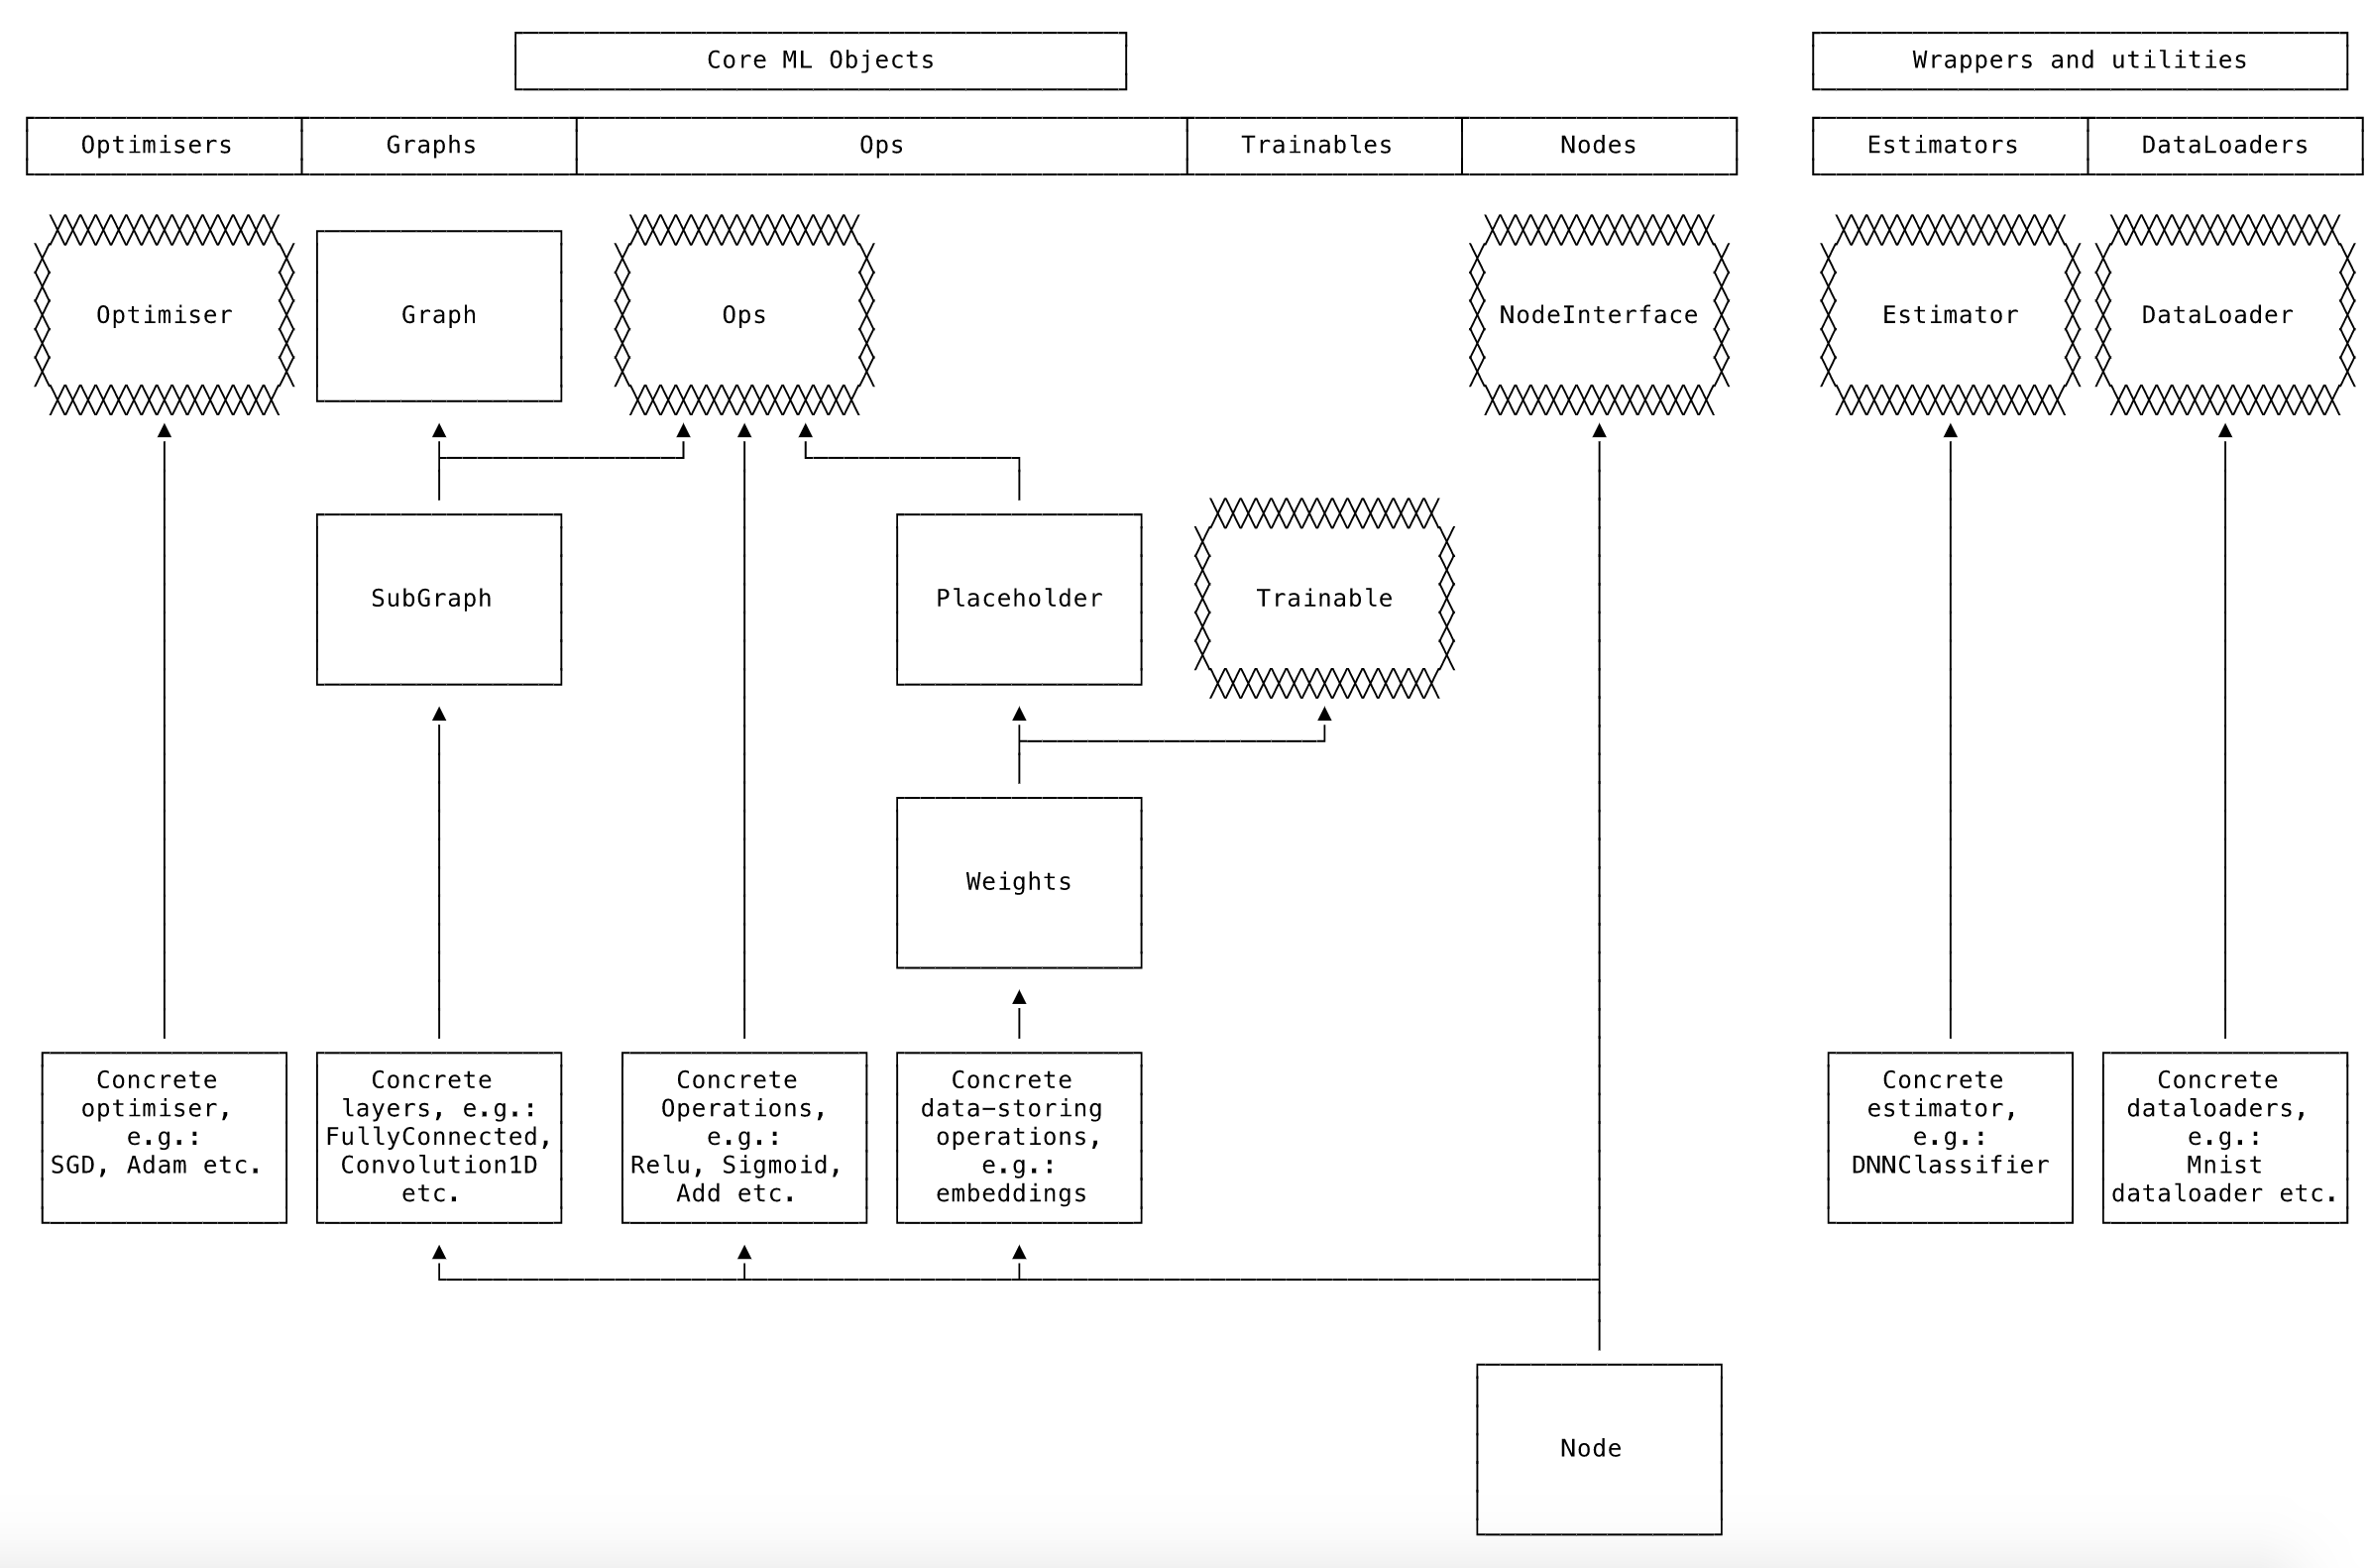 Core ML Objects
Wrappers and utilities
Optimisers
Graphs
Ops
Trainables
Nodes
Estimators
DataLoaders
Optimiser
Graph
Ops
NodeInterface
Estimator
DataLoader
SubGraph
Placeholder
Trainable
Weights
Concrete
optimiser,
e.g.:
SGD, Adam etc.
Concrete
layers, e.g.:
FullyConnected,
Convolution1D
etc.
Concrete
Operations,
e.g.:
Relu, Sigmoid,
Add etc.
Concrete
data-storing
operations,
e.g.:
embeddings
Concrete
estimator,
e.g.:
DNNClassifier
Concrete
dataloaders,
e.g.:
Mnist
dataloader etc.
Node